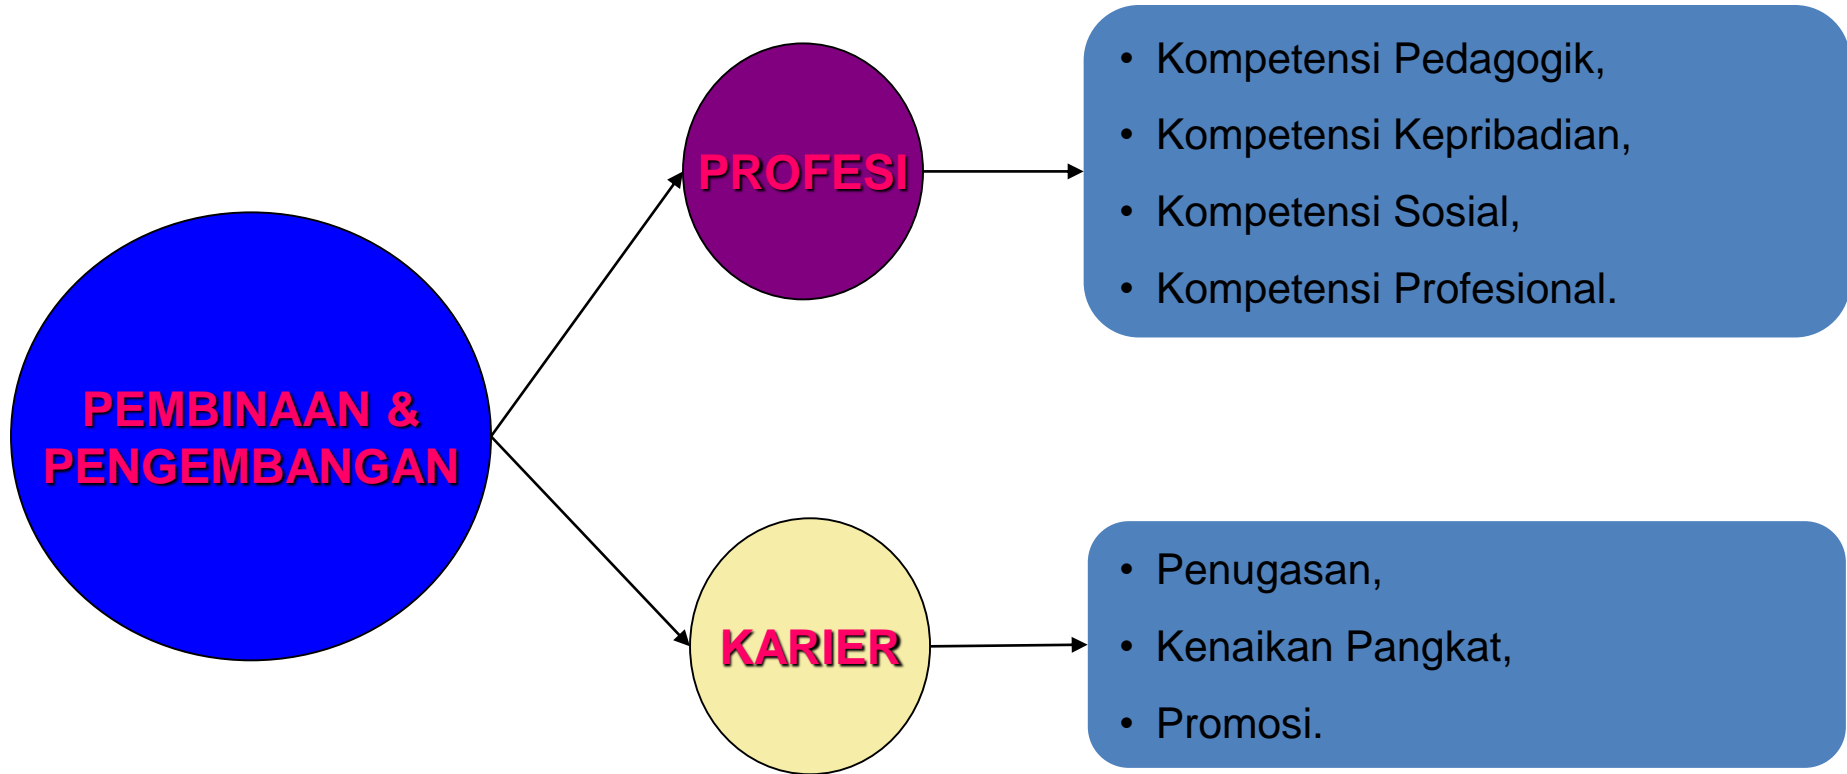 PEMBINAAN &
PENGEMBANGAN
PROFESI
• Kompetensi Pedagogik,
• Kompetensi Kepribadian,
• Kompetensi Sosial,
• Kompetensi Profesional.
KARIER
• Penugasan,
• Kenaikan Pangkat,
• Promosi.